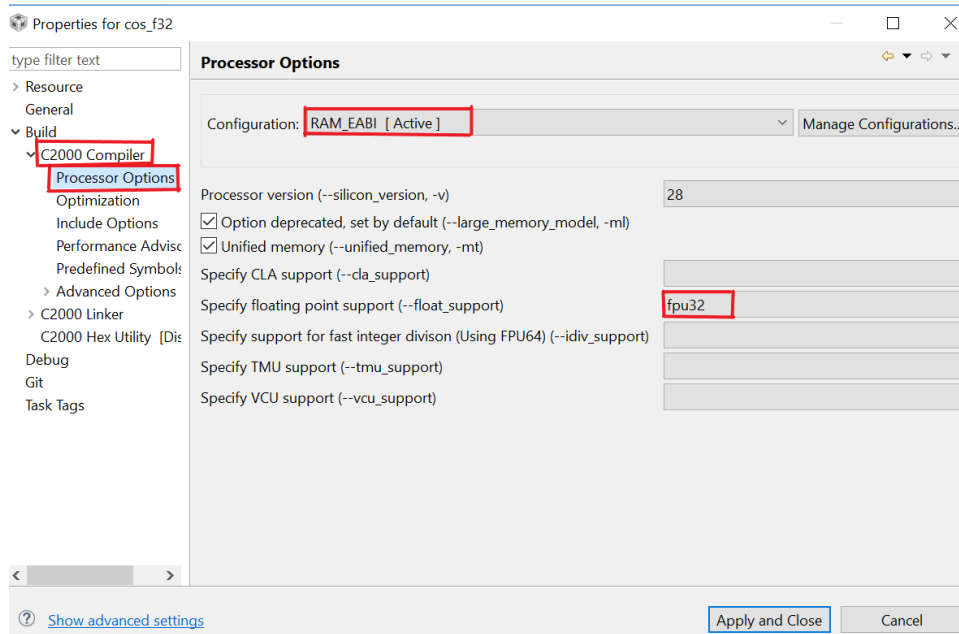 Properties for cos_f32
type filter text
Resource
General
Build
C2000 Compiler
Processor Options
Optimization
Include Options
Performance Advisc
Predefined Symbols
Advanced Options
C2000 Linker
C2000 Hex Utility [Dis
Debug
Git
Task Tags
Show advanced settings
Processor Options
Configuration: RAM_EABI [ Active ] Manage Configurations..
Processor version (--silicon_version, -v) 28
Option deprecated, set by default (--large_memory_model, -ml)
Unified memory (--unified_memory, -mt)
Specify CLA support (--cla_support)
Specify floating point support (--float_support) fpu32
Specify support for fast integer divison (Using FPU64) (--idiv_support)
Specify TMU support (--tmu_support)
Specify VCU support (--vcu_support)
Apply and Close Cancel